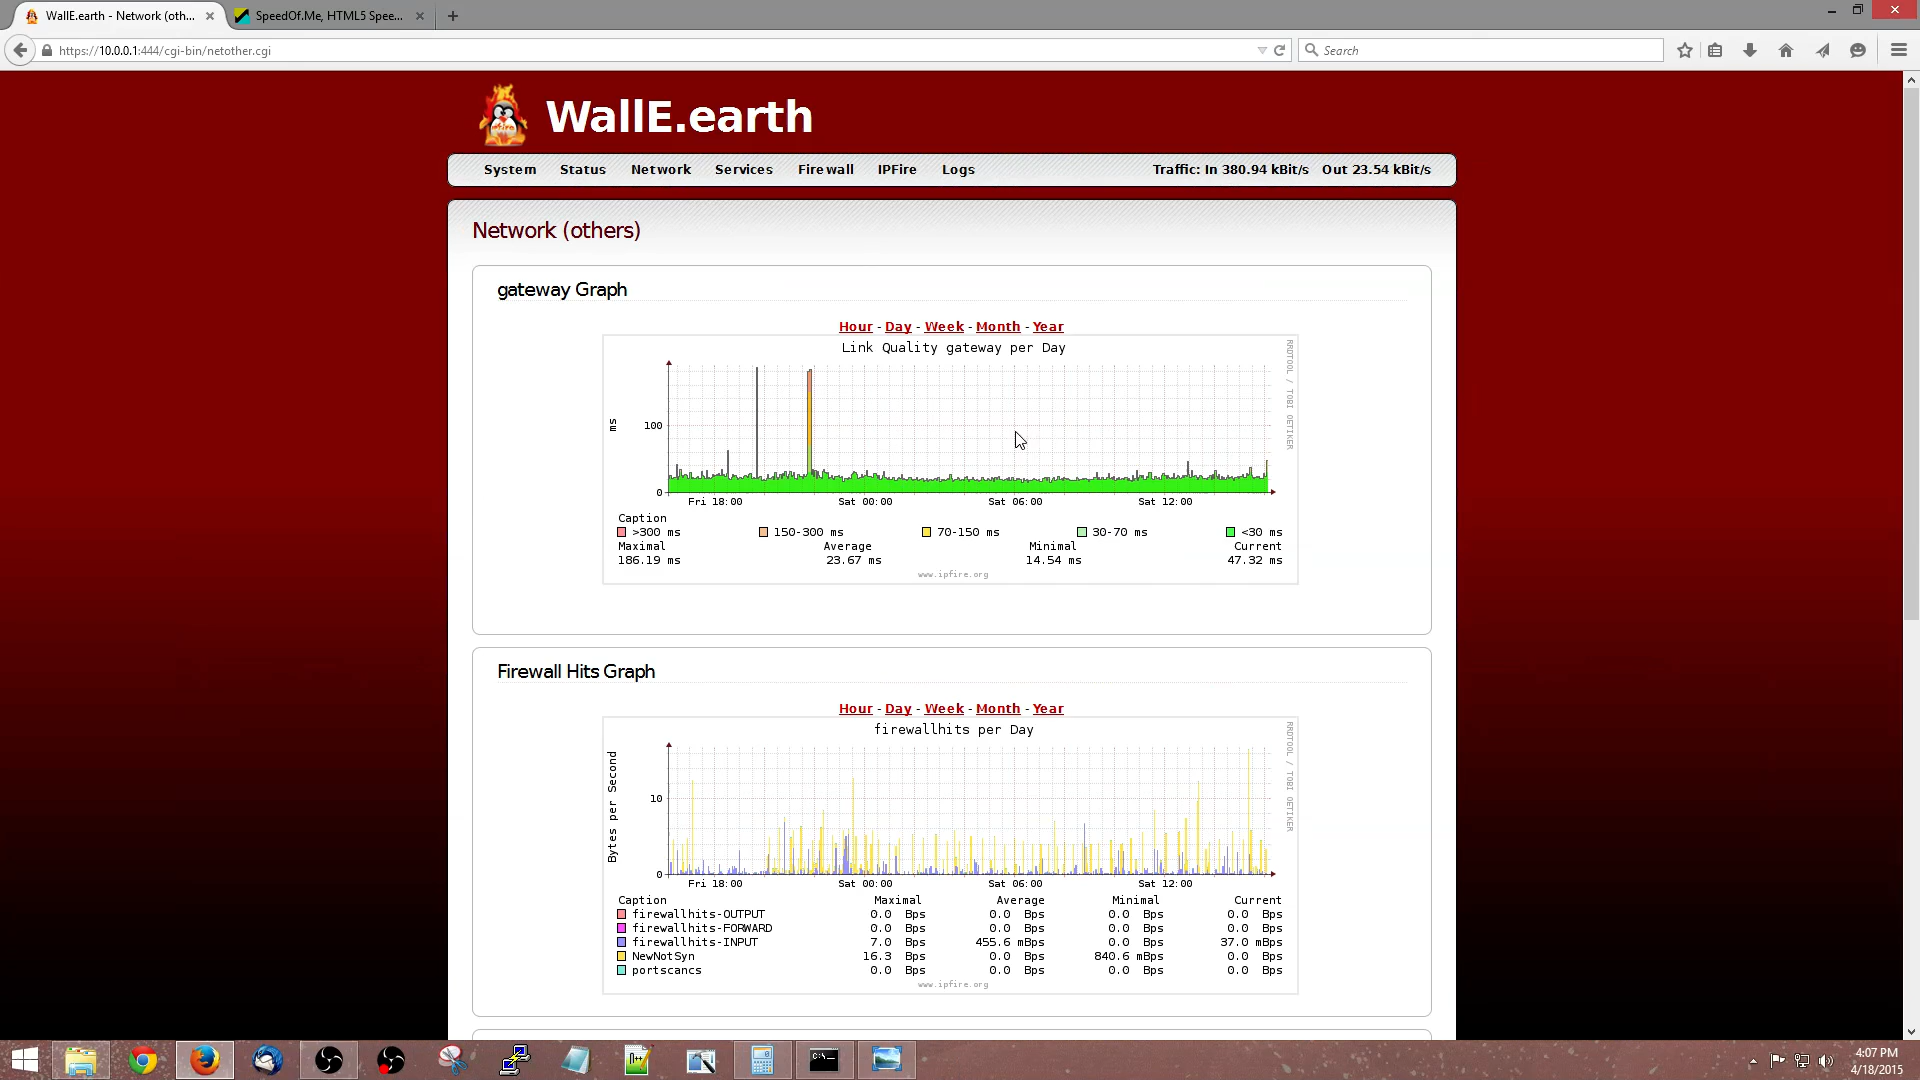 WallE.earth - Network (oth...
SpeedOf.Me, HTML5 Spee...
https://10.0.0.1:444/cgi-bin/netother.cgi
Search
ipfire
WallE.earth
System Status Network Services Firewall IPFire Logs Traffic: In 380.94 kBit/s Out 23.54 kBit/s
Network (others)
gateway Graph
Hour - Day - Week - Month - Year
Link Quality gateway per Day
RRDTOOL / TOBI OETIKER
ms
100
0
Fri 18:00 Sat 00:00 Sat 06:00 Sat 12:00
Caption
>300 ms 150-300 ms 70-150 ms 30-70 ms <30 ms
Maximal Average Minimal Current
186.19 ms 23.67 ms 14.54 ms 47.32 ms
www.ipfire.org
Firewall Hits Graph
Hour - Day - Week - Month - Year
firewallhits per Day
RRDTOOL / TOBI OETIKER
Bytes per Second
10
0
Fri 18:00 Sat 00:00 Sat 06:00 Sat 12:00
Caption Maximal Average Minimal Current
firewallhits-OUTPUT 0.0 Bps 0.0 Bps 0.0 Bps 0.0 Bps
firewallhits-FORWARD 0.0 Bps 0.0 Bps 0.0 Bps 0.0 Bps
firewallhits-INPUT 7.0 Bps 455.6 mBps 0.0 Bps 37.0 mBps
NewNotSyn 16.3 Bps 0.0 Bps 840.6 mBps 0.0 Bps
portscancs 0.0 Bps 0.0 Bps 0.0 Bps 0.0 Bps
www.ipfire.org
4:07 PM
4/18/2015